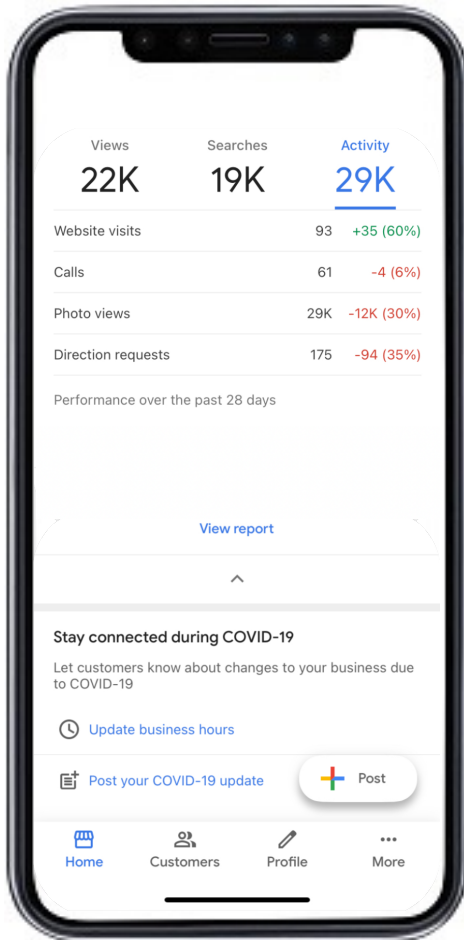 Views Searches Activity
22K 19K 29K
Website visits 93 +35 (60%)
Calls 61 -4 (6%)
Photo views 29K -12K (30%)
Direction requests 175 -94 (35%)
Performance over the past 28 days
View report
Stay connected during COVID-19
Let customers know about changes to your business due
to COVID-19
Update business hours
Post your COVID-19 update
Post
Home Customers Profile More